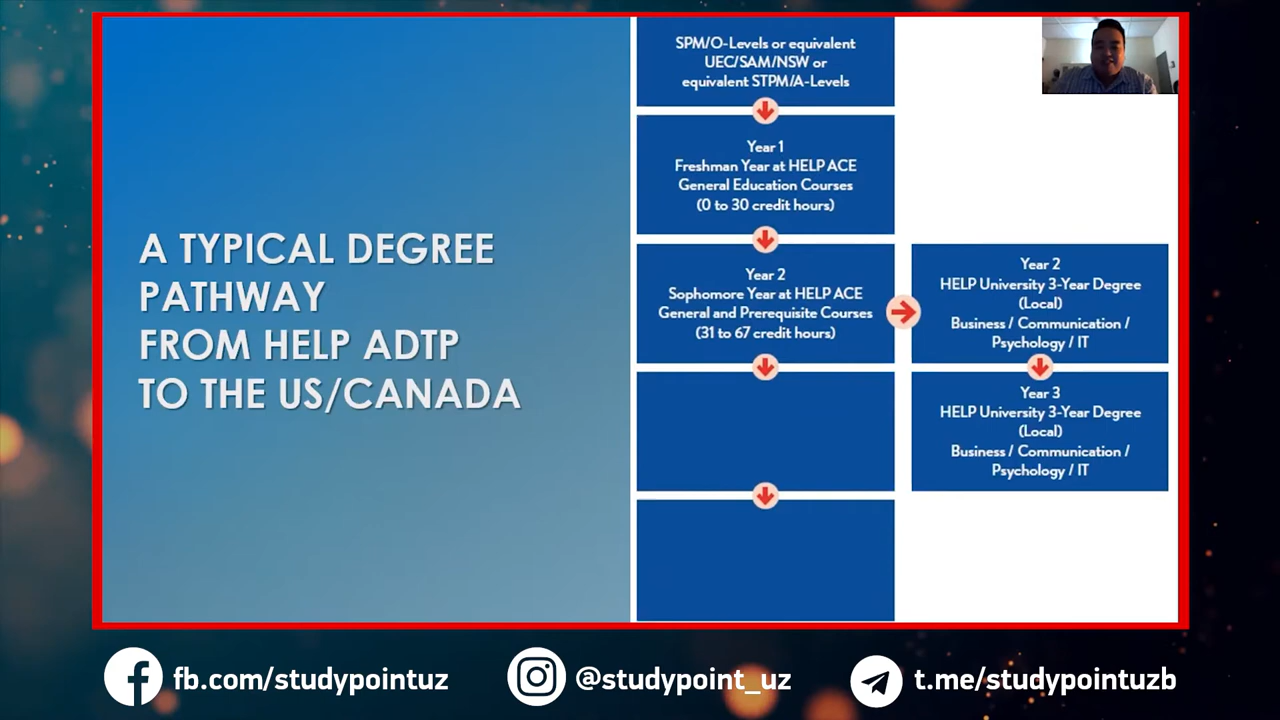 A TYPICAL DEGREE
PATHWAY
FROM HELP ADTP
TO THE US/CANADA
SPM/O-Levels or equivalent
UEC/SAM/NSW or
equivalent STPM/A-Levels
Year 1
Freshman Year at HELP ACE
General Education Courses
(0 to 30 credit hours)
Year 2
Sophomore Year at HELP ACE
General and Prerequisite Courses
(31 to 67 credit hours)
Year 2
HELP University 3-Year Degree
(Local)
Business / Communication /
Psychology / IT
Year 3
HELP University 3-Year Degree
(Local)
Business / Communication /
Psychology / IT
fb.com/studypointuz
@studypoint_uz
t.me/studypointuzb